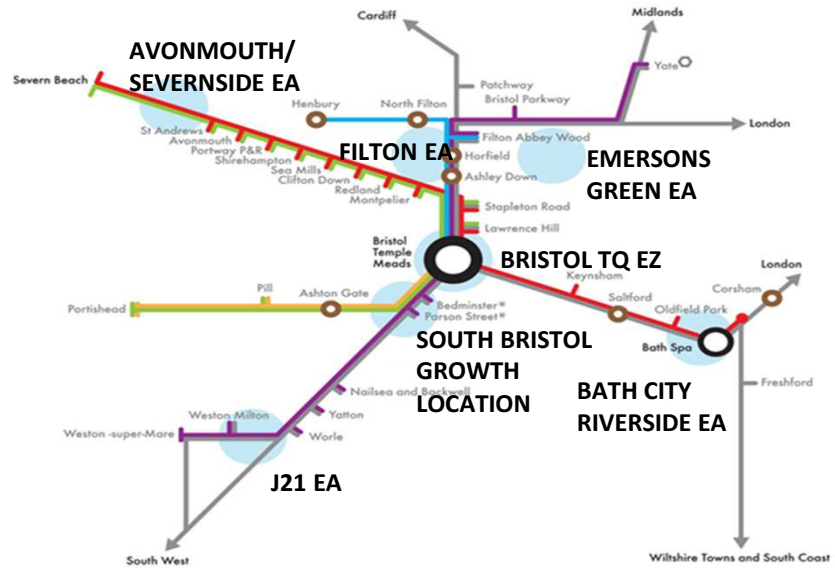 Cardiff
Midlands
AVONMOUTH/
SEVERNSIDE EA
Severn Beach
Patchway
Yate
Bristol Parkway
Henbury
North Filton
London
St Andrews
Avonmouth
Portway P&R
Shirehampton
Sea Mills
Clifton Down
Redland
Montpelier
Filton Abbey Wood
FILTON EA
Horfield
Ashley Down
EMERSONS
GREEN EA
Stapleton Road
Lawrence Hill
Bristol
Temple
Meads
BRISTOL TQ EZ
Keynsham
London
Corsham
Saltford
Oldfield Park
Bath Spa
Pill
Ashton Gate
Portishead
Bedminster*
Parson Street*
SOUTH BRISTOL
GROWTH
LOCATION
Freshford
BATH CITY
RIVERSIDE EA
Nailsea and Backwell
Weston Milton
Yatton
Weston -super-Mare
Worle
J21 EA
South West
Wiltshire Towns and South Coast